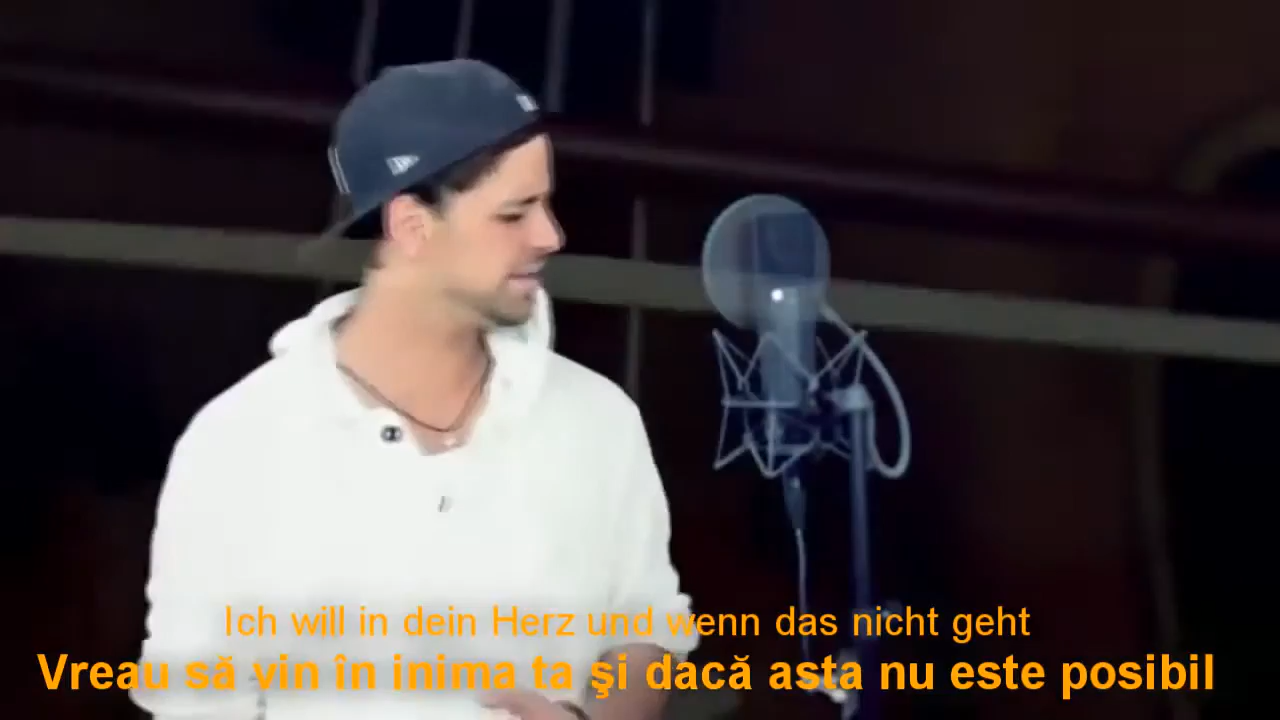 Ich will in dein Herz und wenn das nicht geht
Vreau să vin în inima ta şi dacă asta nu este posibil